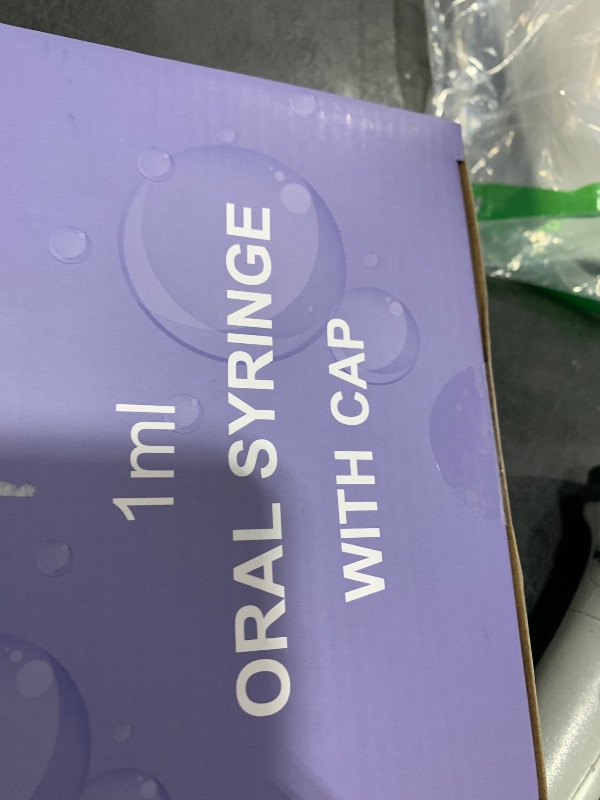 1ml
ORAL SYRINGE
WITH CAP